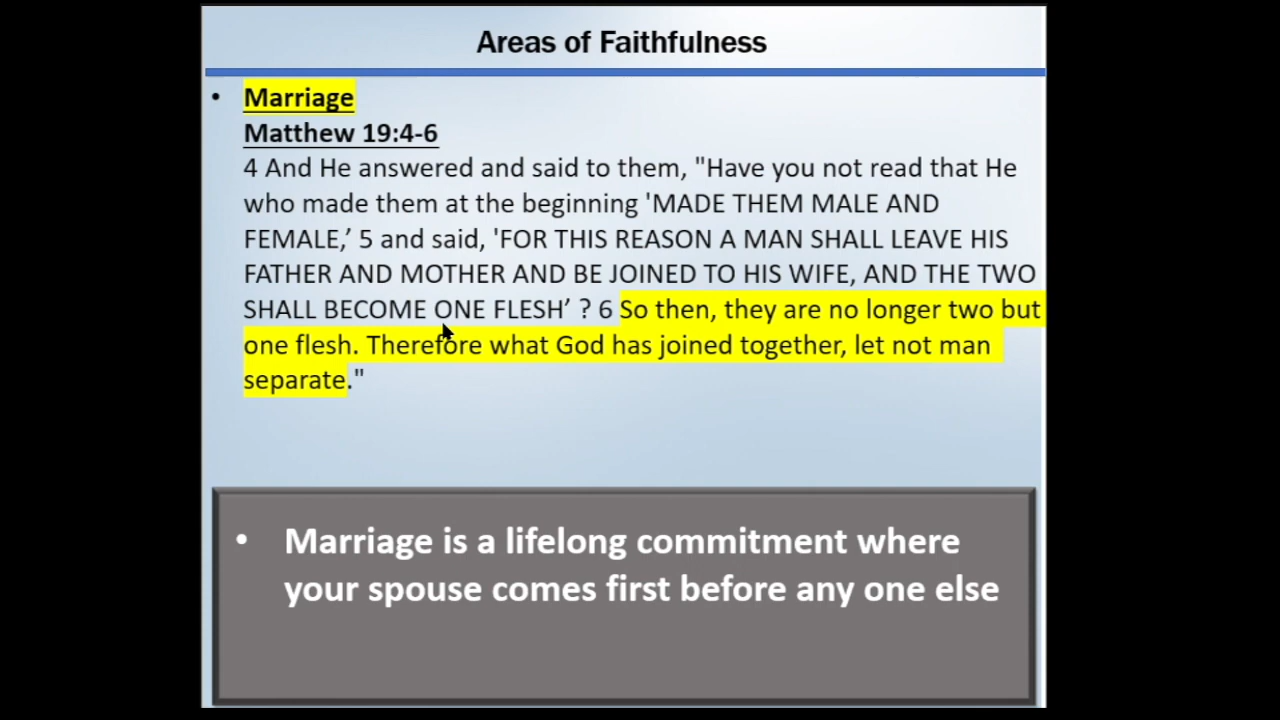 Areas of Faithfulness
• Marriage
Matthew 19:4-6
4 And He answered and said to them, "Have you not read that He
who made them at the beginning 'MADE THEM MALE AND
FEMALE,’ 5 and said, 'FOR THIS REASON A MAN SHALL LEAVE HIS
FATHER AND MOTHER AND BE JOINED TO HIS WIFE, AND THE TWO
SHALL BECOME ONE FLESH’ ? 6 So then, they are no longer two but
one flesh. Therefore what God has joined together, let not man
separate."
• Marriage is a lifelong commitment where
your spouse comes first before any one else